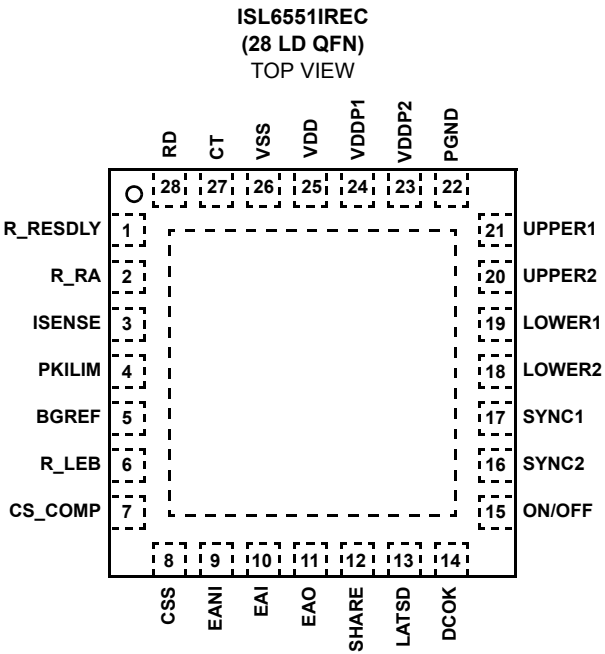 ISL6551IREC
(28 LD QFN)
TOP VIEW
RD
CT
VSS
VDD
VDDP1
VDDP2
PGND
28
27
26
25
24
23
22
R_RESDLY 1
21 UPPER1
R_RA 2
20 UPPER2
ISENSE 3
19 LOWER1
PKILIM 4
18 LOWER2
BGREF 5
17 SYNC1
R_LEB 6
16 SYNC2
CS_COMP 7
15 ON/OFF
8
9
10
11
12
13
14
CSS
EANI
EAI
EAO
SHARE
LATSD
DCOK